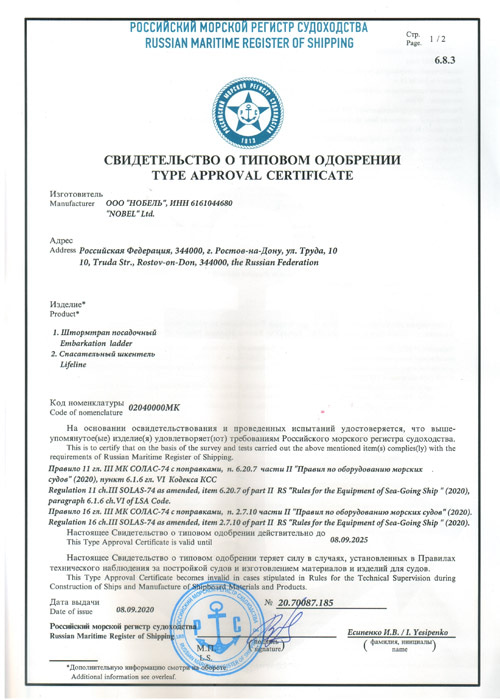 РОССИЙСКИЙ МОРСКОЙ РЕГИСТР СУДОХОДСТВА
RUSSIAN MARITIME REGISTER OF SHIPPING
Стр.
Page. 1 / 2
6.8.3
РОССИЙСКИЙ МОРСКОЙ РЕГИСТР СУДОХОДСТВА
1913
СВИДЕТЕЛЬСТВО О ТИПОВОМ ОДОБРЕНИИ
TYPE APPROVAL CERTIFICATE
Изготовитель
Manufacturer ООО "НОБЕЛЬ", ИНН 6161044680
"NOBEL" Ltd.
Адрес
Address Российская Федерация, 344000, г. Ростов-на-Дону, ул. Труда, 10
10, Truda Str., Rostov-on-Don, 344000, the Russian Federation
Изделие*
Product*
1. Штормтрап посадочный
Embarkation ladder
2. Спасательный шкентель
Lifeline
Код номенклатуры
Code of nomenclature 02040000МК
На основании освидетельствования и проведенных испытаний удостоверяется, что выше-
упомянутое(ые) изделие(я) удовлетворяет(ют) требованиям Российского морского регистра судоходства.
This is to certify that on the basis of the survey and tests carried out the above mentioned item(s) complies(ly) with the
requirements of Russian Maritime Register of Shipping.
Правило 11 гл. III МК СОЛАС-74 с поправками, п. 6.20.7 части II "Правил по оборудованию морских
судов" (2020), пункт 6.1.6 гл. VI Кодекса КСС
Regulation 11 ch.III SOLAS-74 as amended, item 6.20.7 of part II RS "Rules for the Equipment of Sea-Going Ship " (2020),
paragraph 6.1.6 ch.VI of LSA Code.
Правило 16 гл. III МК СОЛАС-74 с поправками, п. 2.7.10 части II "Правил по оборудованию морских судов" (2020).
Regulation 16 ch.III SOLAS-74 as amended, item 2.7.10 of part II RS "Rules for the Equipment of Sea-Going Ship " (2020).
Настоящее Свидетельство о типовом одобрении действительно до
This Type Approval Certificate is valid until 08.09.2025
Настоящее Свидетельство о типовом одобрении теряет силу в случаях, установленных в Правилах
технического наблюдения за постройкой судов и изготовлением материалов и изделий для судов.
This Type Approval Certificate becomes invalid in cases stipulated in Rules for the Technical Supervision during
Construction of Ships and Manufacture of Shipboard Materials and Products.
Дата выдачи
Date of issue 08.09.2020
№ 20.70087.185
Российский морской регистр судоходства
Russian Maritime Register of Shipping
М.П.
L.S.
(подпись)
(signature)
Есипенко И.В. / I. Yesipenko
( фамилия, инициалы )
name
*Дополнительную информацию смотри на обороте.
Additional information see overleaf.